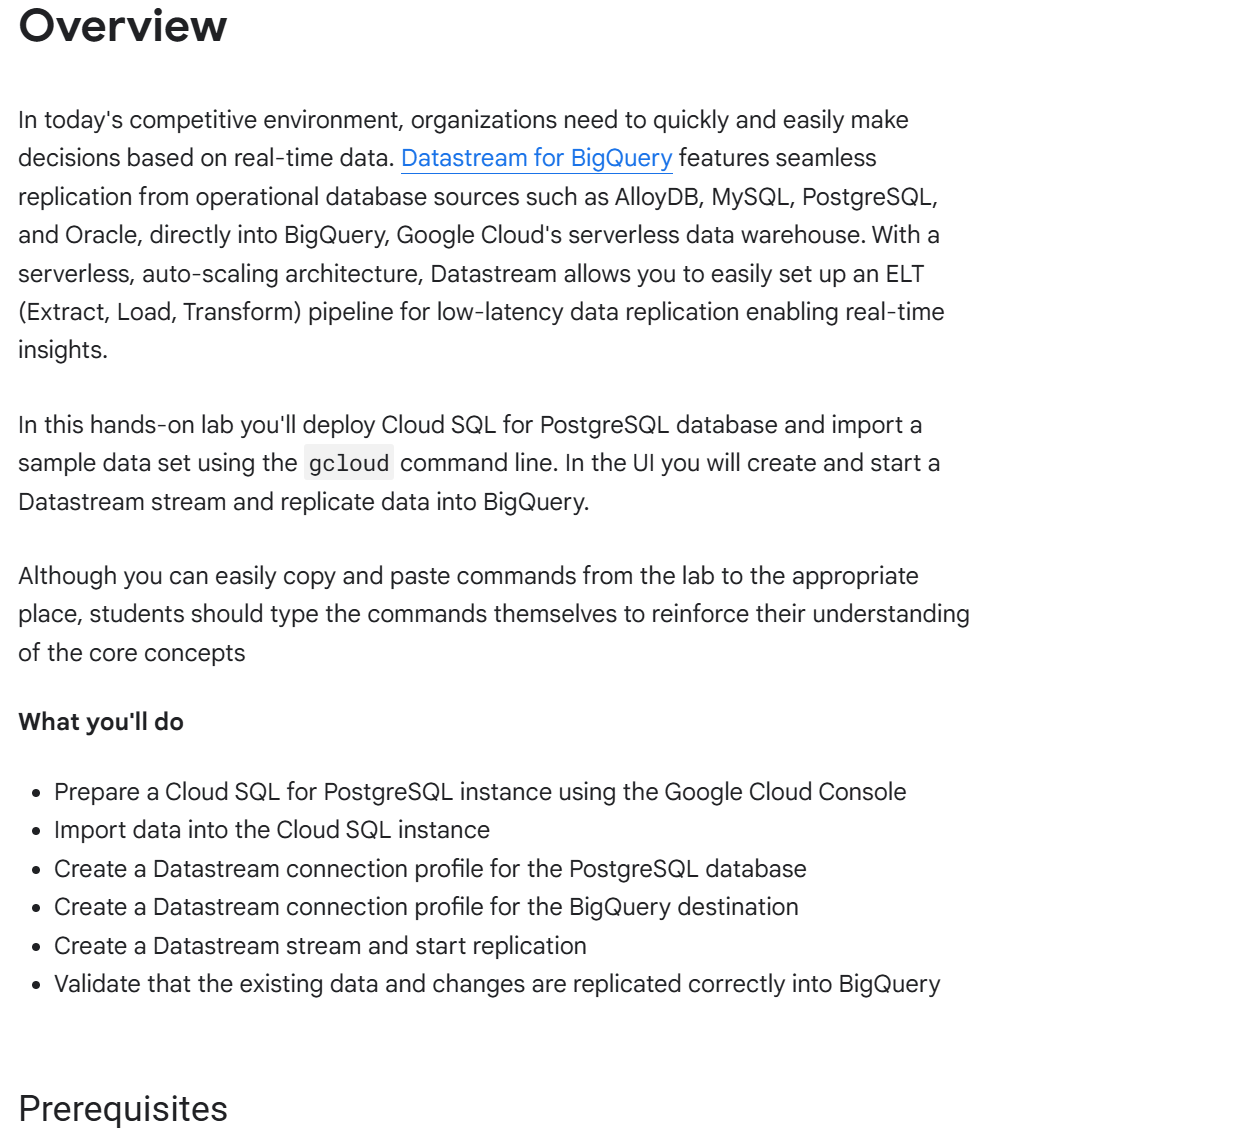 Overview
In today's competitive environment, organizations need to quickly and easily make
decisions based on real-time data. Datastream for BigQuery features seamless
replication from operational database sources such as AlloyDB, MySQL, PostgreSQL,
and Oracle, directly into BigQuery, Google Cloud's serverless data warehouse. With a
serverless, auto-scaling architecture, Datastream allows you to easily set up an ELT
(Extract, Load, Transform) pipeline for low-latency data replication enabling real-time
insights.
In this hands-on lab you'll deploy Cloud SQL for PostgreSQL database and import a
sample data set using the gcloud command line. In the UI you will create and start a
Datastream stream and replicate data into BigQuery.
Although you can easily copy and paste commands from the lab to the appropriate
place, students should type the commands themselves to reinforce their understanding
of the core concepts
What you'll do
• Prepare a Cloud SQL for PostgreSQL instance using the Google Cloud Console
• Import data into the Cloud SQL instance
• Create a Datastream connection profile for the PostgreSQL database
• Create a Datastream connection profile for the BigQuery destination
• Create a Datastream stream and start replication
• Validate that the existing data and changes are replicated correctly into BigQuery
Prerequisites